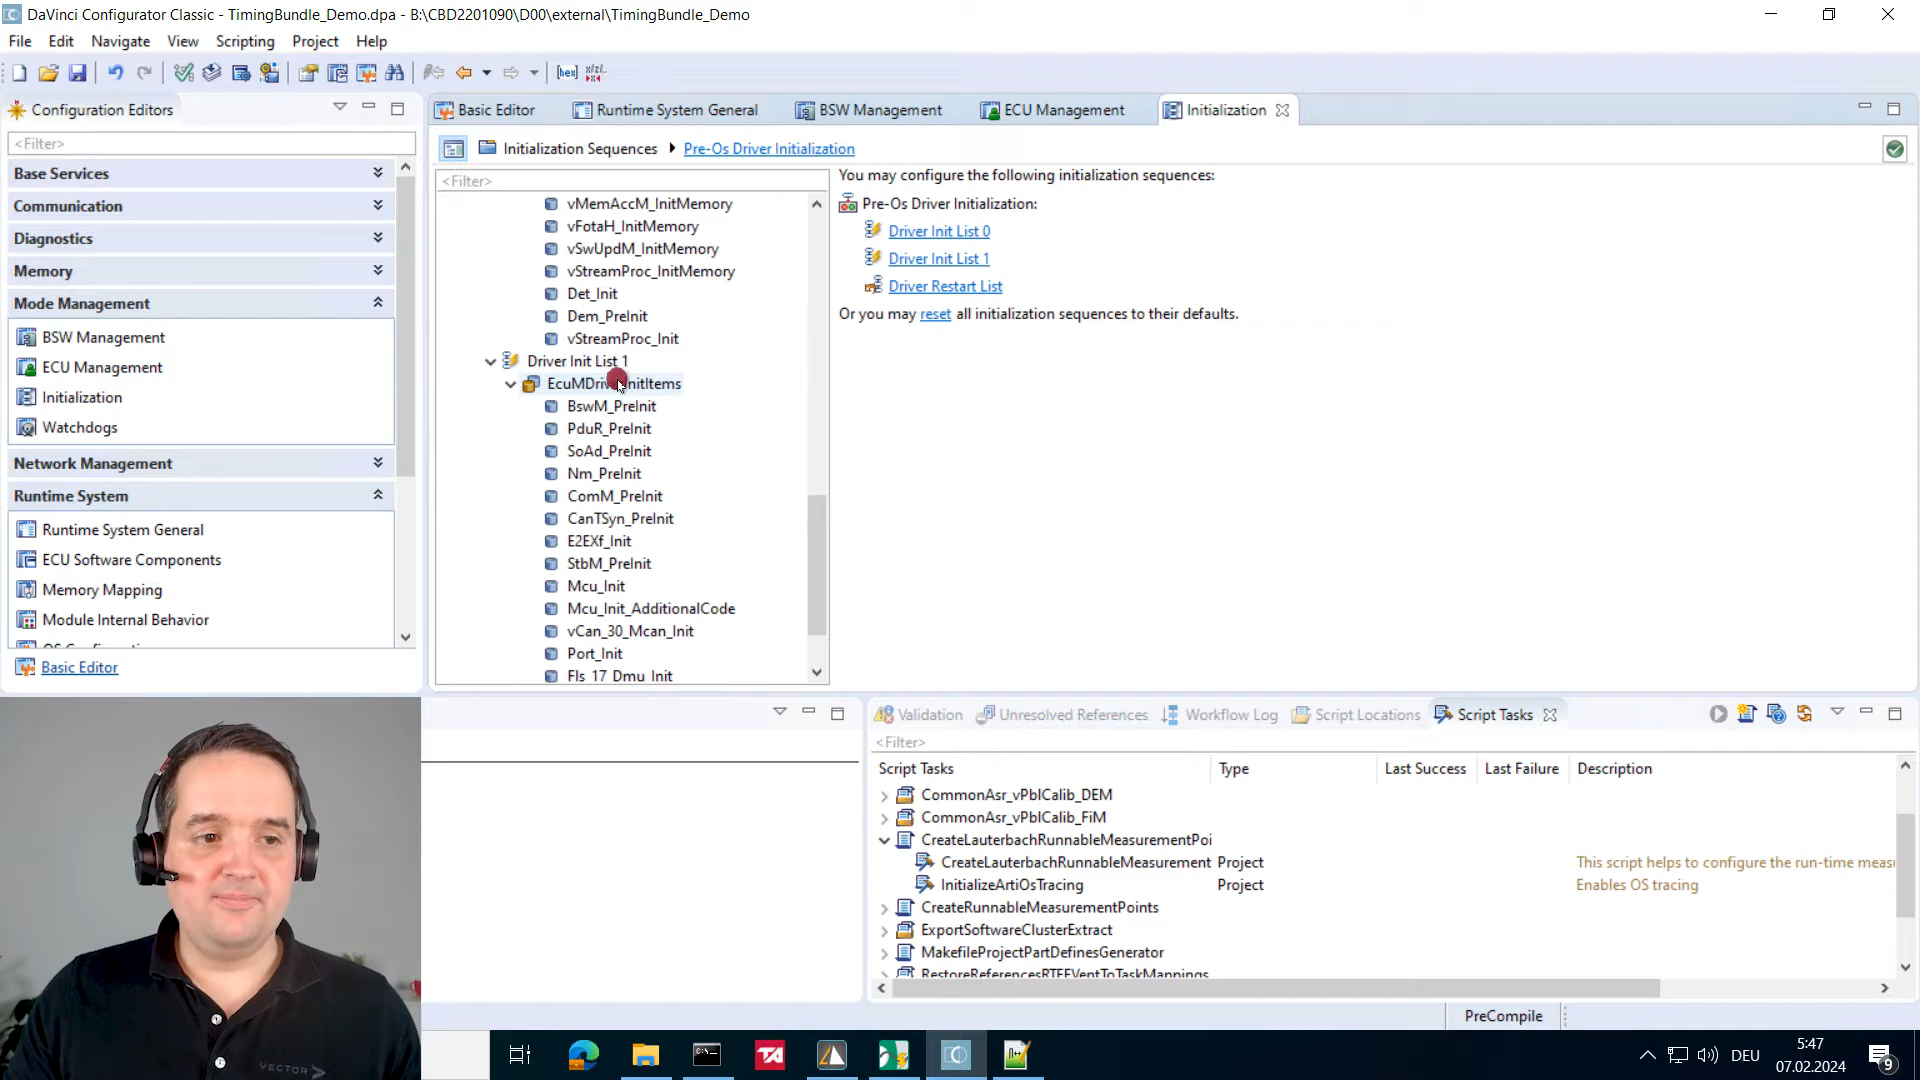 DaVinci Configurator Classic - TimingBundle_Demo.dpa - B:\CBD2201090\D00\external\TimingBundle_Demo
File Edit Navigate View Scripting Project Help
Configuration Editors
<Filter>
Base Services
Communication
Diagnostics
Memory
Mode Management
BSW Management
ECU Management
Initialization
Watchdogs
Network Management
Runtime System
Runtime System General
ECU Software Components
Memory Mapping
Module Internal Behavior
Basic Editor
Basic Editor Runtime System General BSW Management ECU Management Initialization
Initialization Sequences Pre-Os Driver Initialization
<Filter>
vMemAccM_InitMemory
vFotaH_InitMemory
vSwUpdM_InitMemory
vStreamProc_InitMemory
Det_Init
Dem_PreInit
vStreamProc_Init
Driver Init List 1
BswM_PreInit
PduR_PreInit
SoAd_PreInit
Nm_PreInit
ComM_PreInit
CanTSyn_PreInit
E2EXf_Init
StbM_PreInit
Mcu_Init
Mcu_Init_AdditionalCode
vCan_30_Mcan_Init
Port_Init
Fls_17_Dmu_Init
You may configure the following initialization sequences:
Pre-Os Driver Initialization:
Driver Init List 0
Driver Init List 1
Driver Restart List
Or you may reset all initialization sequences to their defaults.
Validation Unresolved References Workflow Log Script Locations Script Tasks
<Filter>
Script Tasks Type Last Success Last Failure Description
CommonAsr_vPblCalib_DEM
CommonAsr_vPblCalib_FiM
CreateLauterbachRunnableMeasurementPoi
CreateLauterbachRunnableMeasurement Project This script helps to configure the run-time meas
InitializeArtiOsTracing Project Enables OS tracing
CreateRunnableMeasurementPoints
ExportSoftwareClusterExtract
MakefileProjectPartDefinesGenerator
RestoreReferencesRTEEventToTaskMappings
PreCompile
VECTOR
TA
DEU
5:47
07.02.2024
9